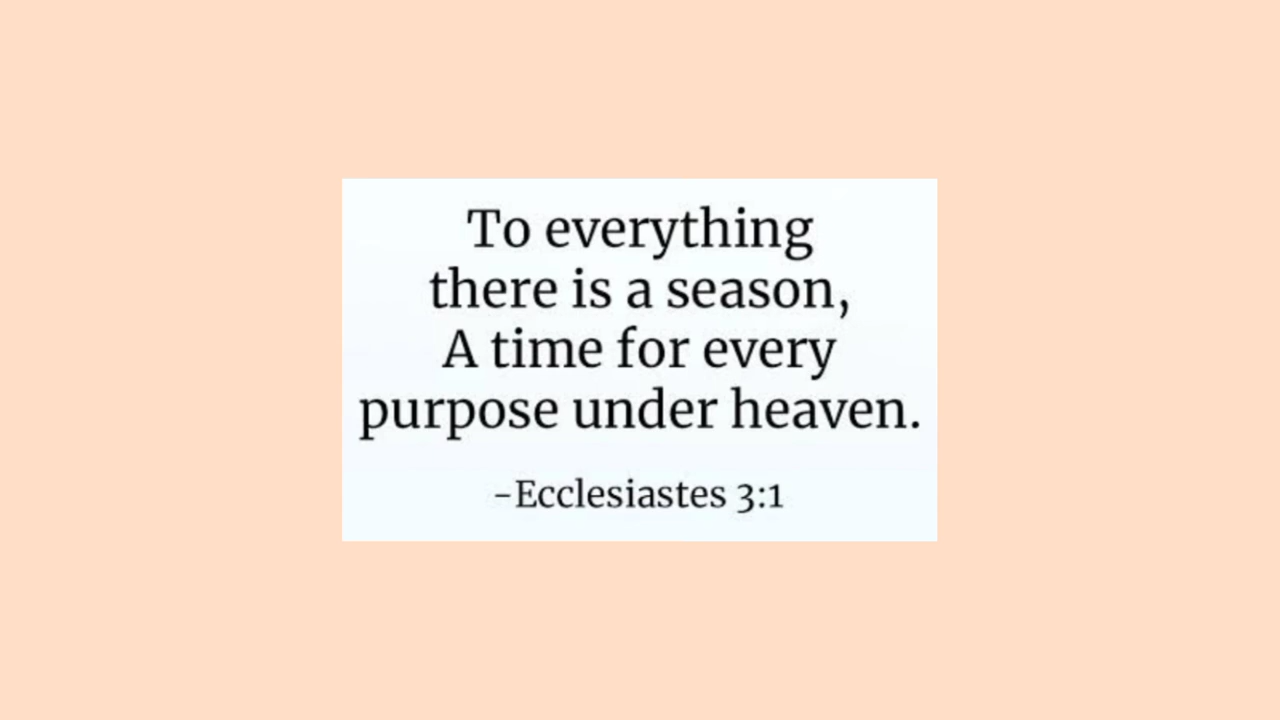 To everything
there is a season,
A time for every
purpose under heaven.
-Ecclesiastes 3:1